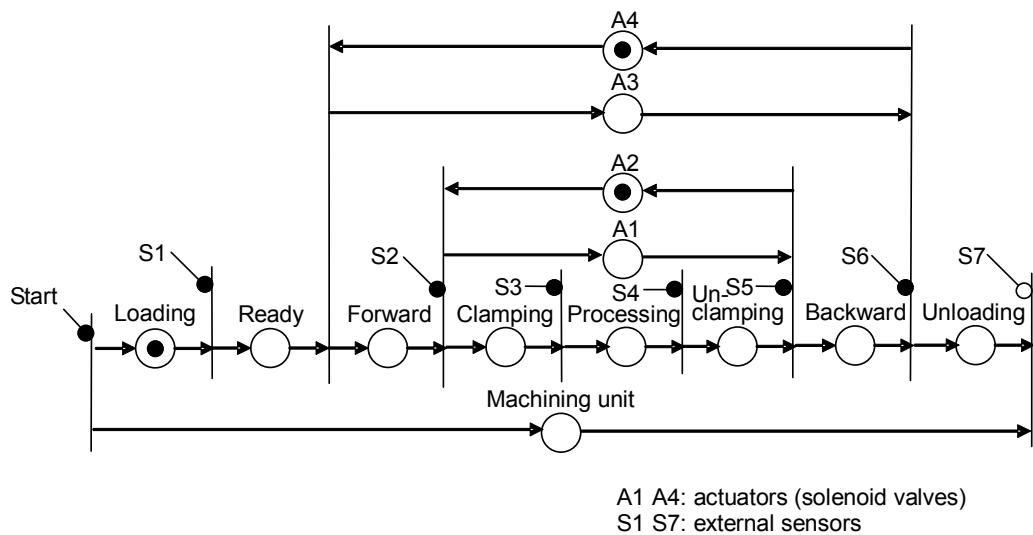 A4
A3
A2
A1
S1
S2
S3
S4
Un-
clamping
S5
S6
S7
Start
Loading
Ready
Forward
Clamping
Processing
Backward
Unloading
Machining unit
A1 A4: actuators (solenoid valves)
S1 S7: external sensors